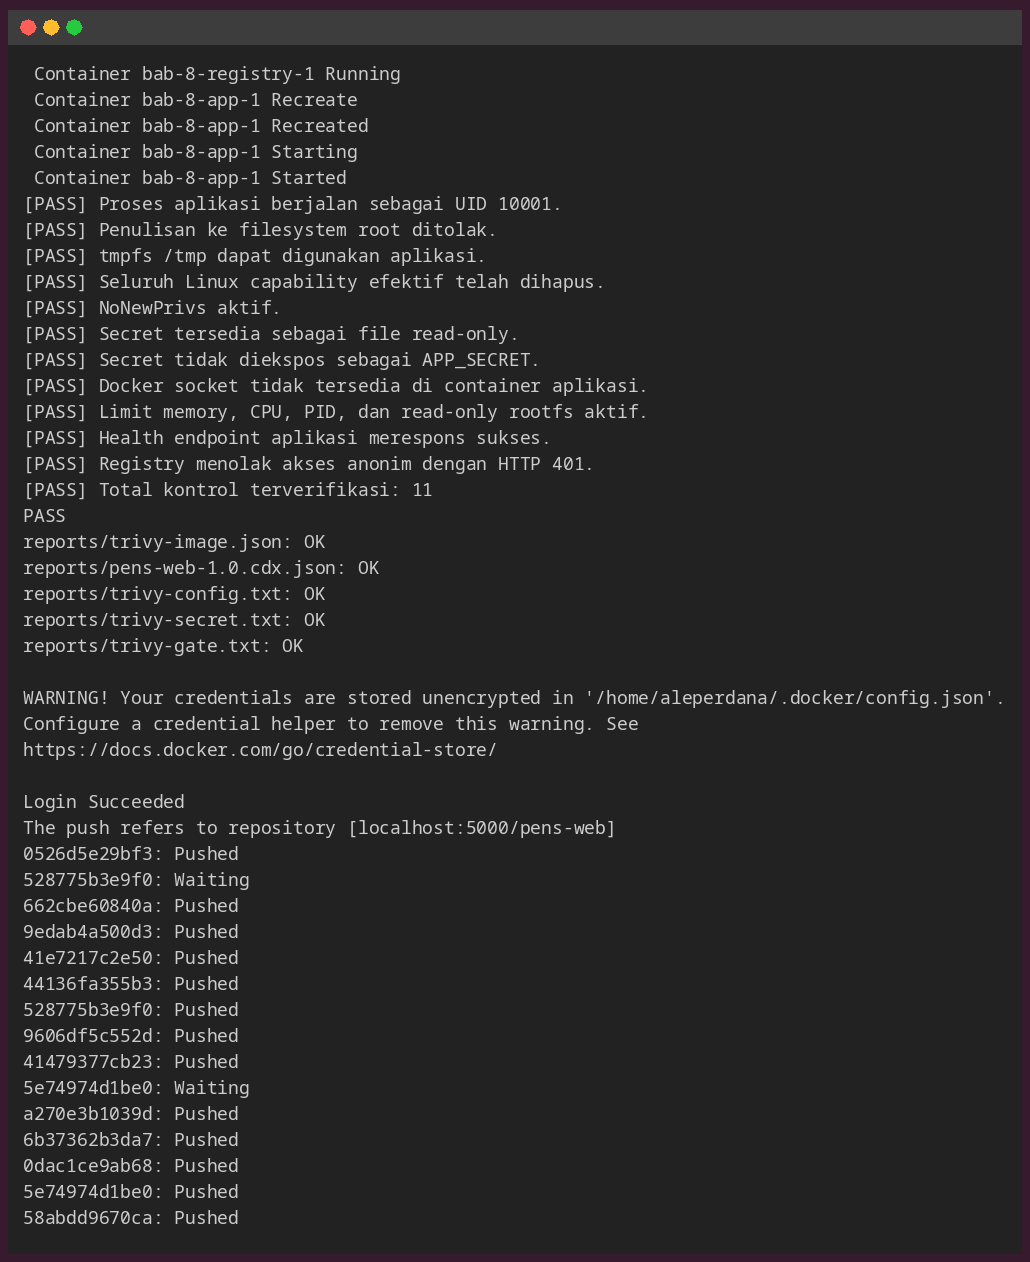 Container bab-8-registry-1 Running
Container bab-8-app-1 Recreate
Container bab-8-app-1 Recreated
Container bab-8-app-1 Starting
Container bab-8-app-1 Started
[PASS] Proses aplikasi berjalan sebagai UID 10001.
[PASS] Penulisan ke filesystem root ditolak.
[PASS] tmpfs /tmp dapat digunakan aplikasi.
[PASS] Seluruh Linux capability efektif telah dihapus.
[PASS] NoNewPrivs aktif.
[PASS] Secret tersedia sebagai file read-only.
[PASS] Secret tidak diekspos sebagai APP_SECRET.
[PASS] Docker socket tidak tersedia di container aplikasi.
[PASS] Limit memory, CPU, PID, dan read-only rootfs aktif.
[PASS] Health endpoint aplikasi merespons sukses.
[PASS] Registry menolak akses anonim dengan HTTP 401.
[PASS] Total kontrol terverifikasi: 11
PASS
reports/trivy-image.json: OK
reports/pens-web-1.0.cdx.json: OK
reports/trivy-config.txt: OK
reports/trivy-secret.txt: OK
reports/trivy-gate.txt: OK

WARNING! Your credentials are stored unencrypted in '/home/aleperdana/.docker/config.json'.
Configure a credential helper to remove this warning. See
https://docs.docker.com/go/credential-store/

Login Succeeded
The push refers to repository [localhost:5000/pens-web]
0526d5e29bf3: Pushed
528775b3e9f0: Waiting
662cbe60840a: Pushed
9edab4a500d3: Pushed
41e7217c2e50: Pushed
44136fa355b3: Pushed
528775b3e9f0: Pushed
9606df5c552d: Pushed
41479377cb23: Pushed
5e74974d1be0: Waiting
a270e3b1039d: Pushed
6b37362b3da7: Pushed
0dac1ce9ab68: Pushed
5e74974d1be0: Pushed
58abdd9670ca: Pushed